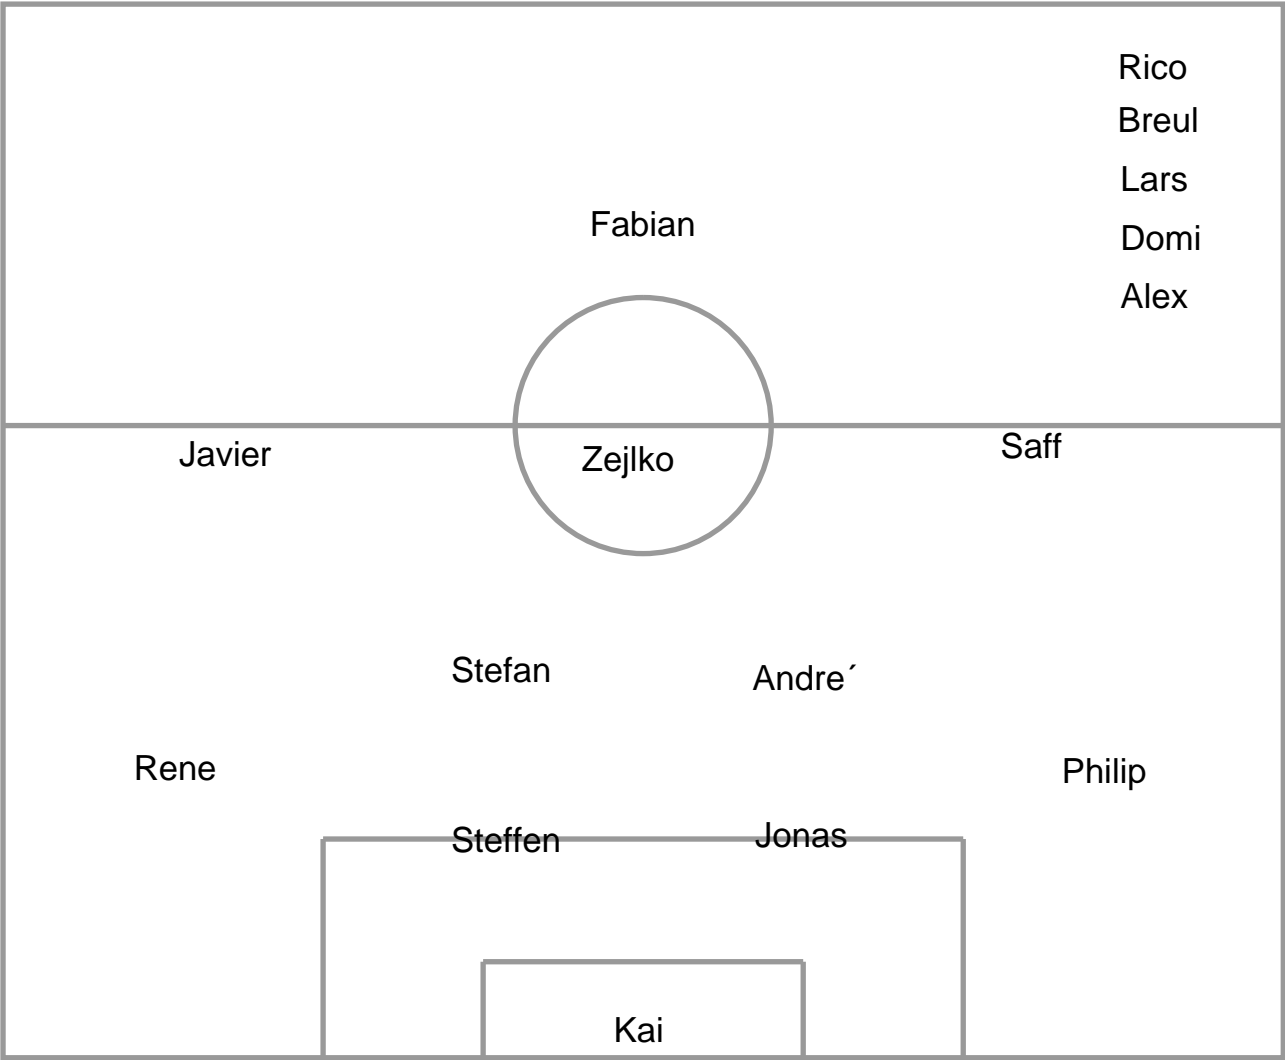 Rico
Breul
Lars
Fabian
Domi
Alex
Javier
Zejlko
Saff
Stefan
Andre´
Rene
Philip
Steffen
Jonas
Kai